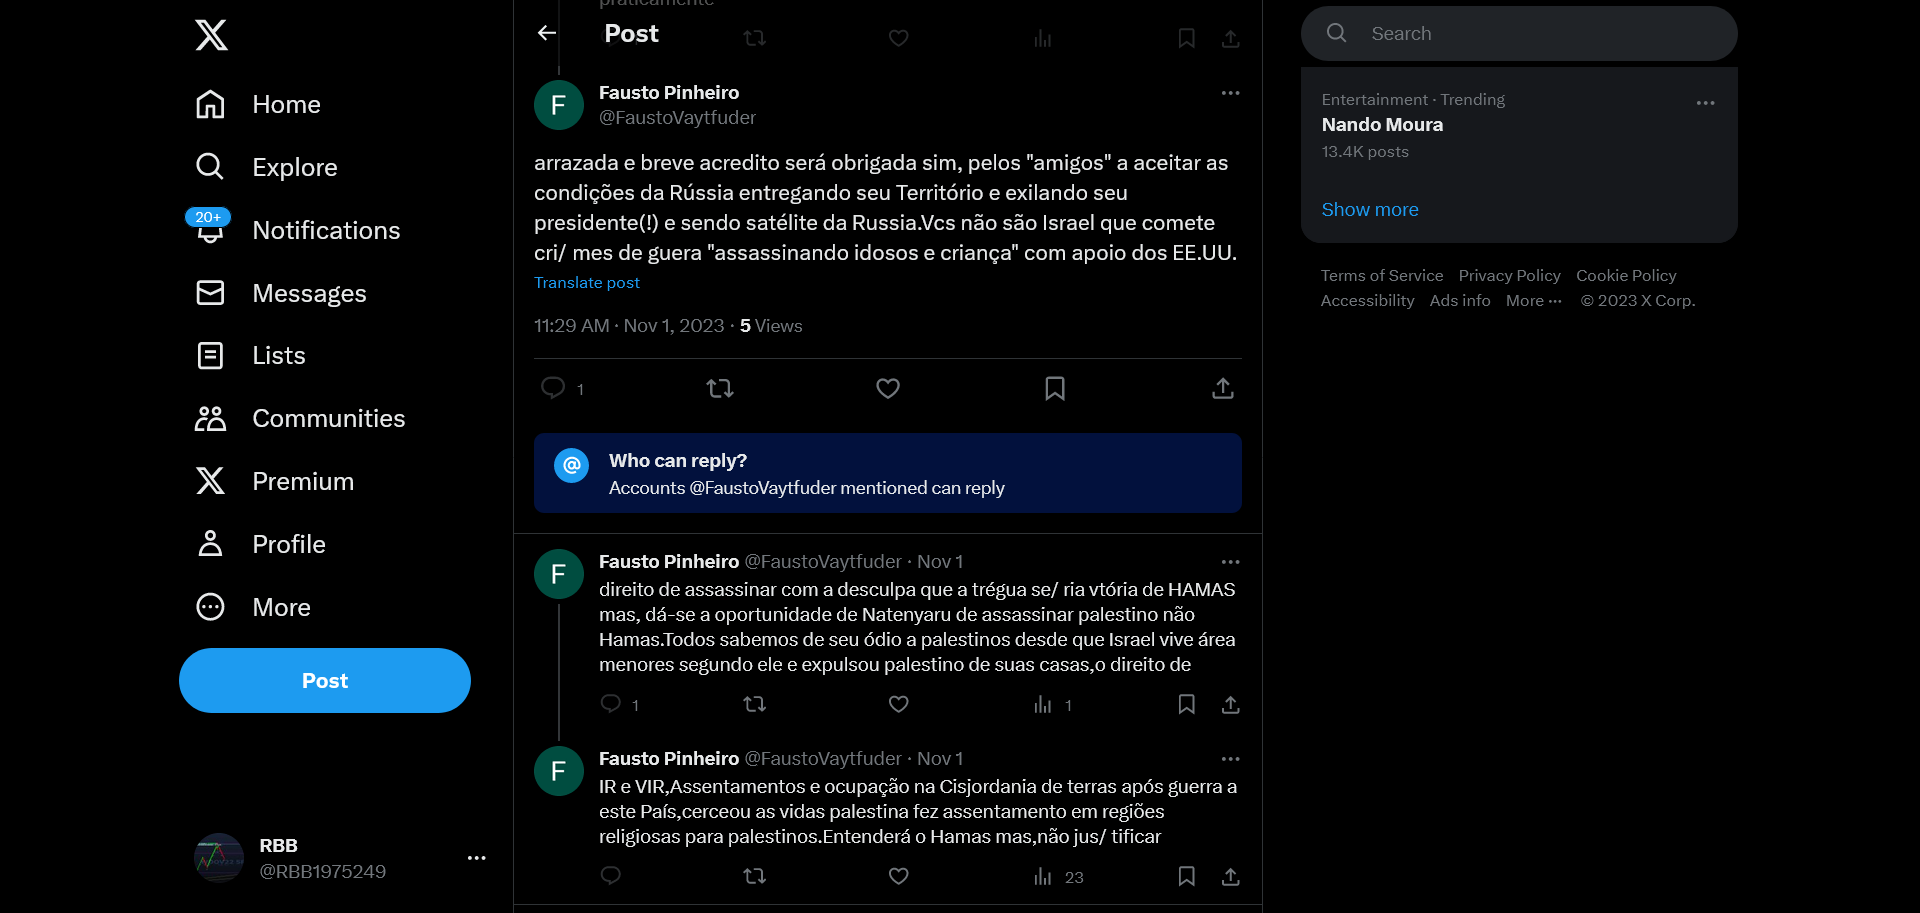 Home
Explore
20+
Notifications
Messages
Lists
Communities
Premium
Profile
More
Post
RBB
@RBB1975249
praticamente
Post
F
Fausto Pinheiro
@FaustoVaytfuder
arrazada e breve acredito será obrigada sim, pelos "amigos" a aceitar as
condições da Rússia entregando seu Território e exilando seu
presidente(!) e sendo satélite da Russia.Vcs não são Israel que comete
cri/ mes de guera "assassinando idosos e criança" com apoio dos EE.UU.
Translate post
11:29 AM · Nov 1, 2023 · 5 Views
1
@
Who can reply?
Accounts @FaustoVaytfuder mentioned can reply
F
Fausto Pinheiro @FaustoVaytfuder · Nov 1
direito de assassinar com a desculpa que a trégua se/ ria vtória de HAMAS
mas, dá-se a oportunidade de Natenyaru de assassinar palestino não
Hamas.Todos sabemos de seu ódio a palestinos desde que Israel vive área
menores segundo ele e expulsou palestino de suas casas,o direito de
1 1
F
Fausto Pinheiro @FaustoVaytfuder · Nov 1
IR e VIR,Assentamentos e ocupação na Cisjordania de terras após guerra a
este País,cerceou as vidas palestina fez assentamento em regiões
religiosas para palestinos.Entenderá o Hamas mas,não jus/ tificar
23
Search
Entertainment · Trending
Nando Moura
13.4K posts
Show more
Terms of Service Privacy Policy Cookie Policy
Accessibility Ads info More ··· © 2023 X Corp.